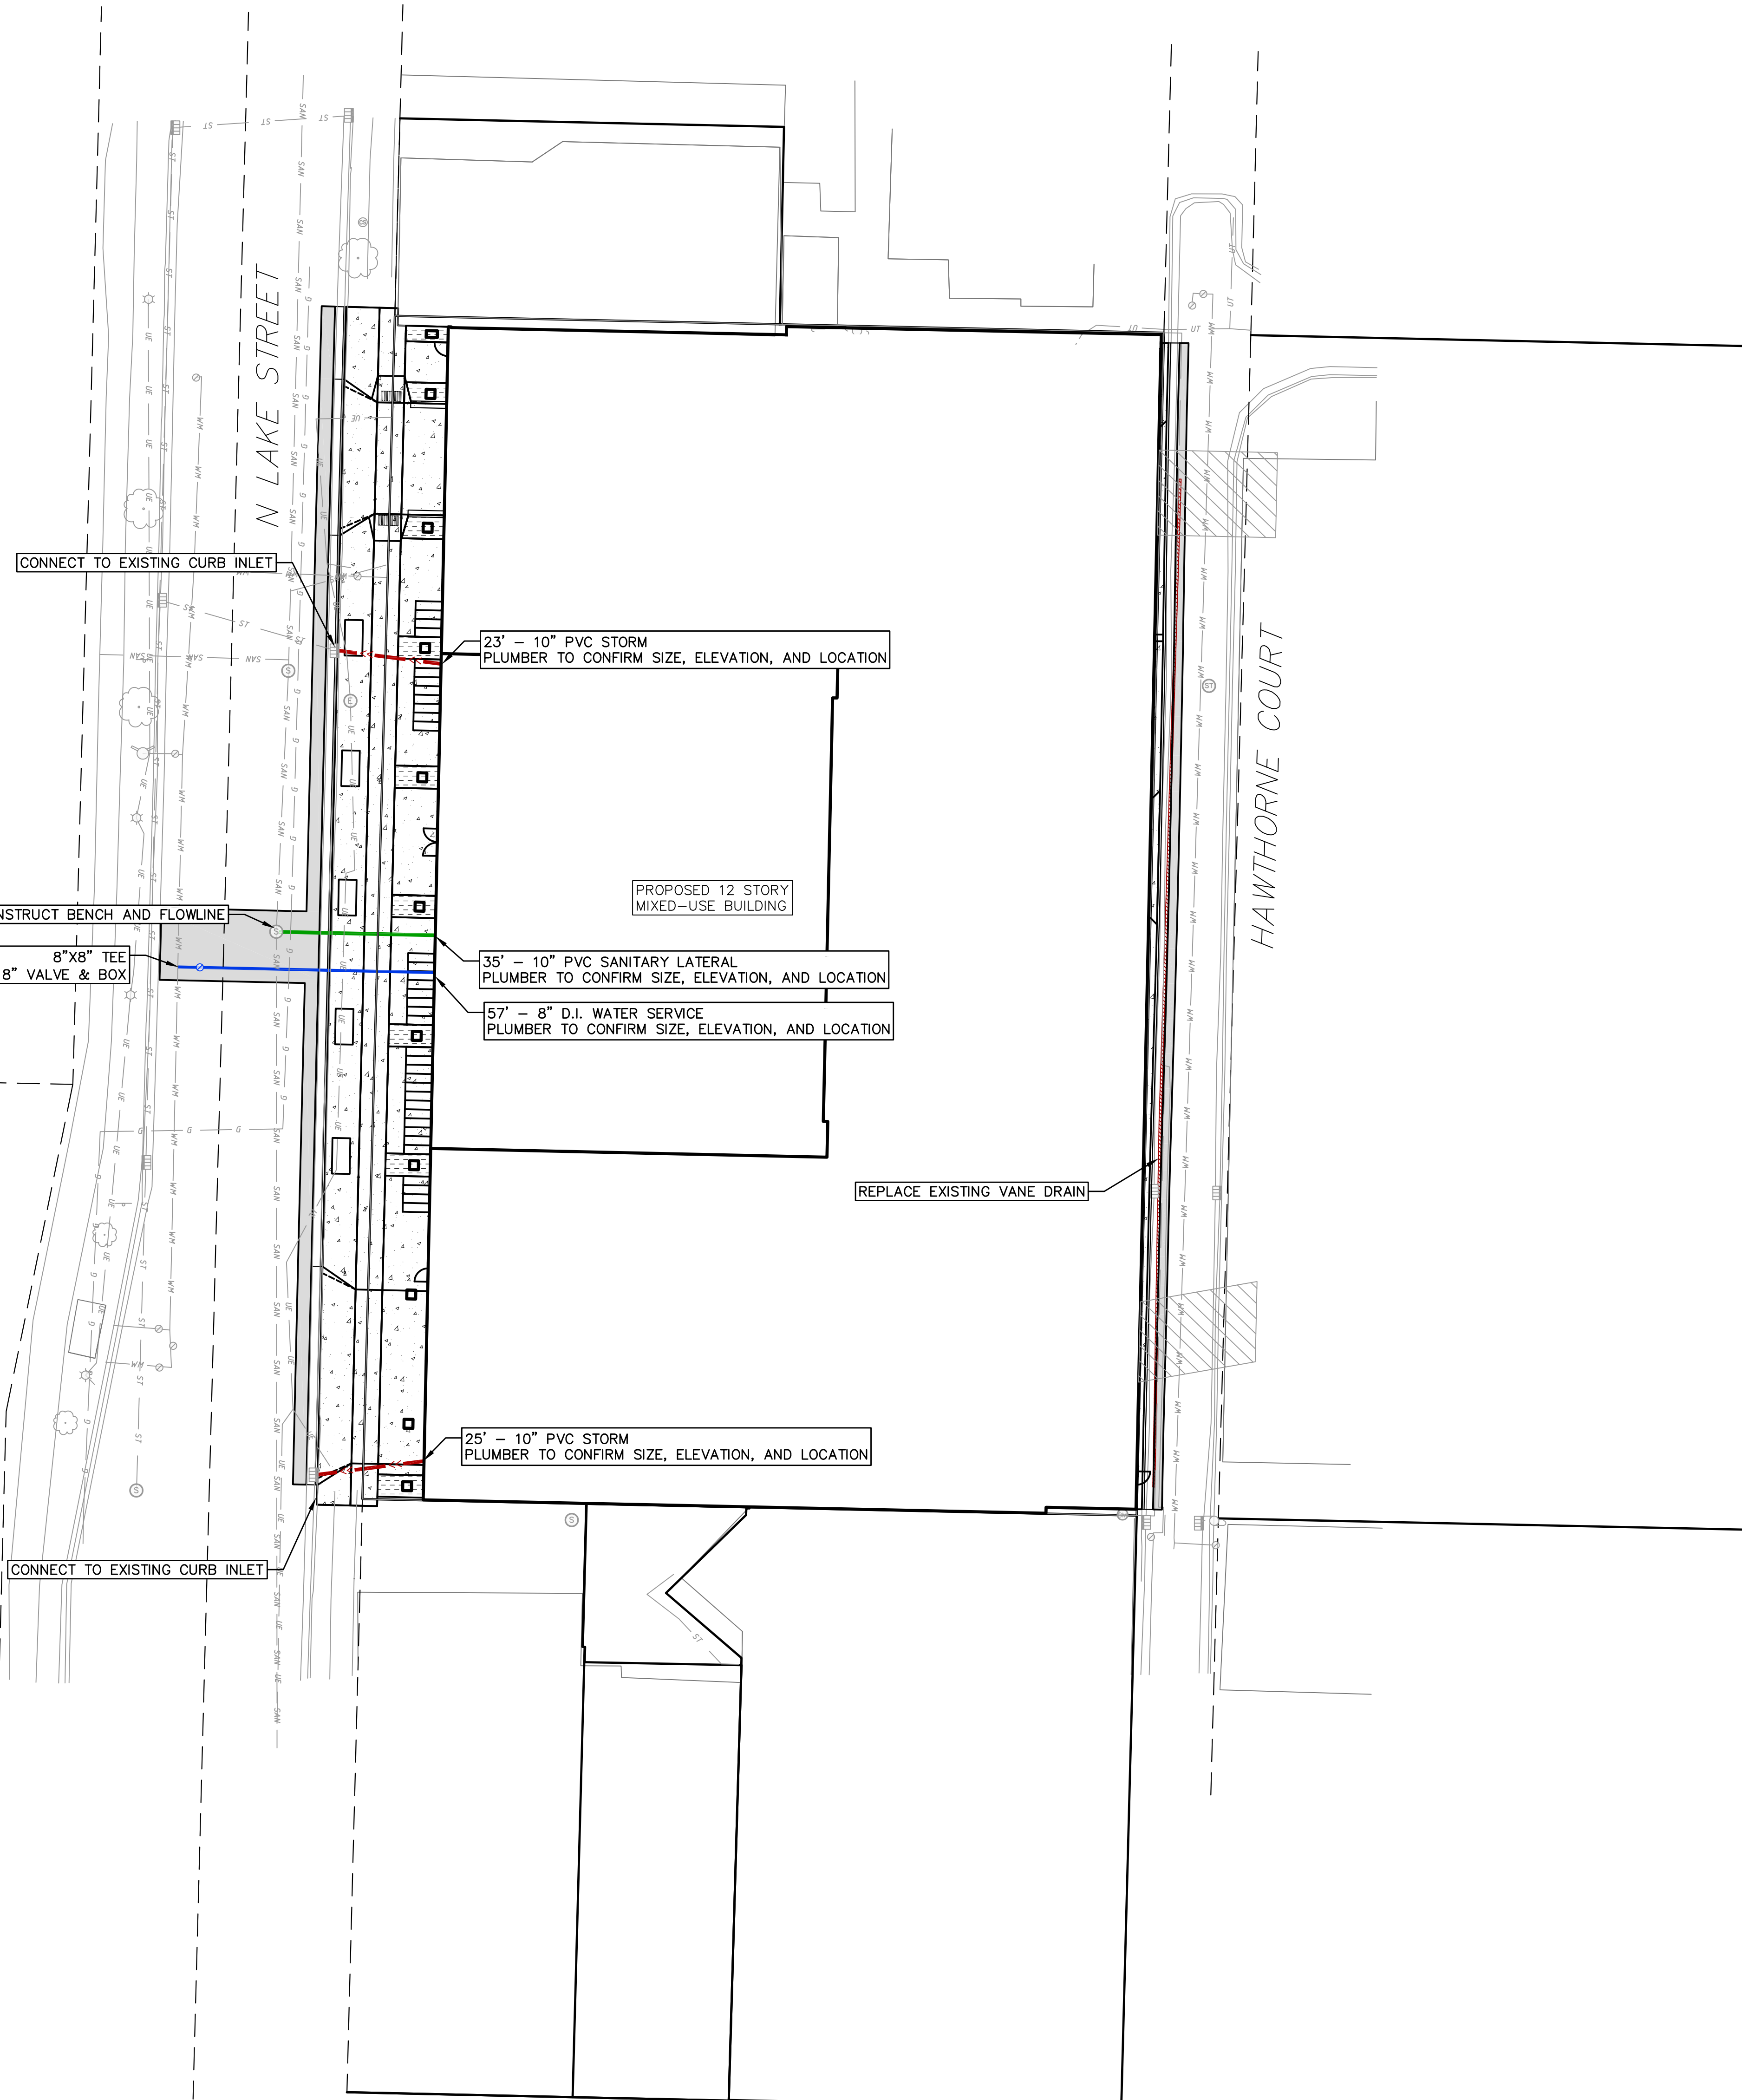 N LAKE STREET
CONNECT TO EXISTING CURB INLET
23' – 10" PVC STORM
PLUMBER TO CONFIRM SIZE, ELEVATION, AND LOCATION
HAWTHORNE COURT
PROPOSED 12 STORY
MIXED–USE BUILDING
NSTRUCT BENCH AND FLOWLINE
8"X8" TEE
8" VALVE & BOX
35' – 10" PVC SANITARY LATERAL
PLUMBER TO CONFIRM SIZE, ELEVATION, AND LOCATION
57' – 8" D.I. WATER SERVICE
PLUMBER TO CONFIRM SIZE, ELEVATION, AND LOCATION
REPLACE EXISTING VANE DRAIN
25' – 10" PVC STORM
PLUMBER TO CONFIRM SIZE, ELEVATION, AND LOCATION
CONNECT TO EXISTING CURB INLET